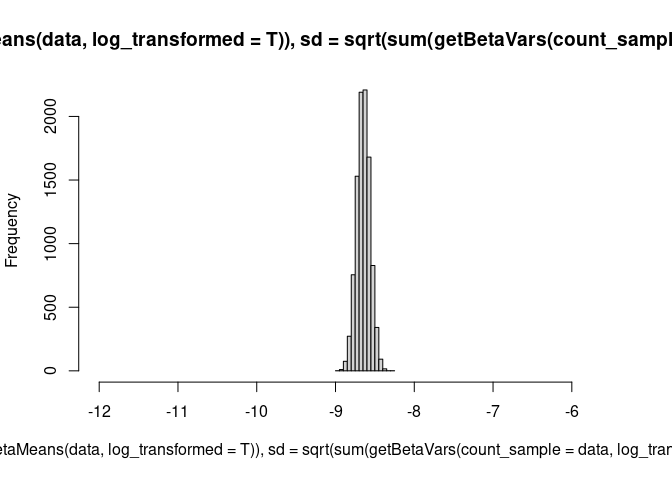 eans(data, log_transformed = T)), sd = sqrt(sum(getBetaVars(count_sampl
Frequency
2000
1500
1000
500
0
-12 -11 -10 -9 -8 -7 -6
etaMeans(data, log_transformed = T)), sd = sqrt(sum(getBetaVars(count_sample = data, log_tran